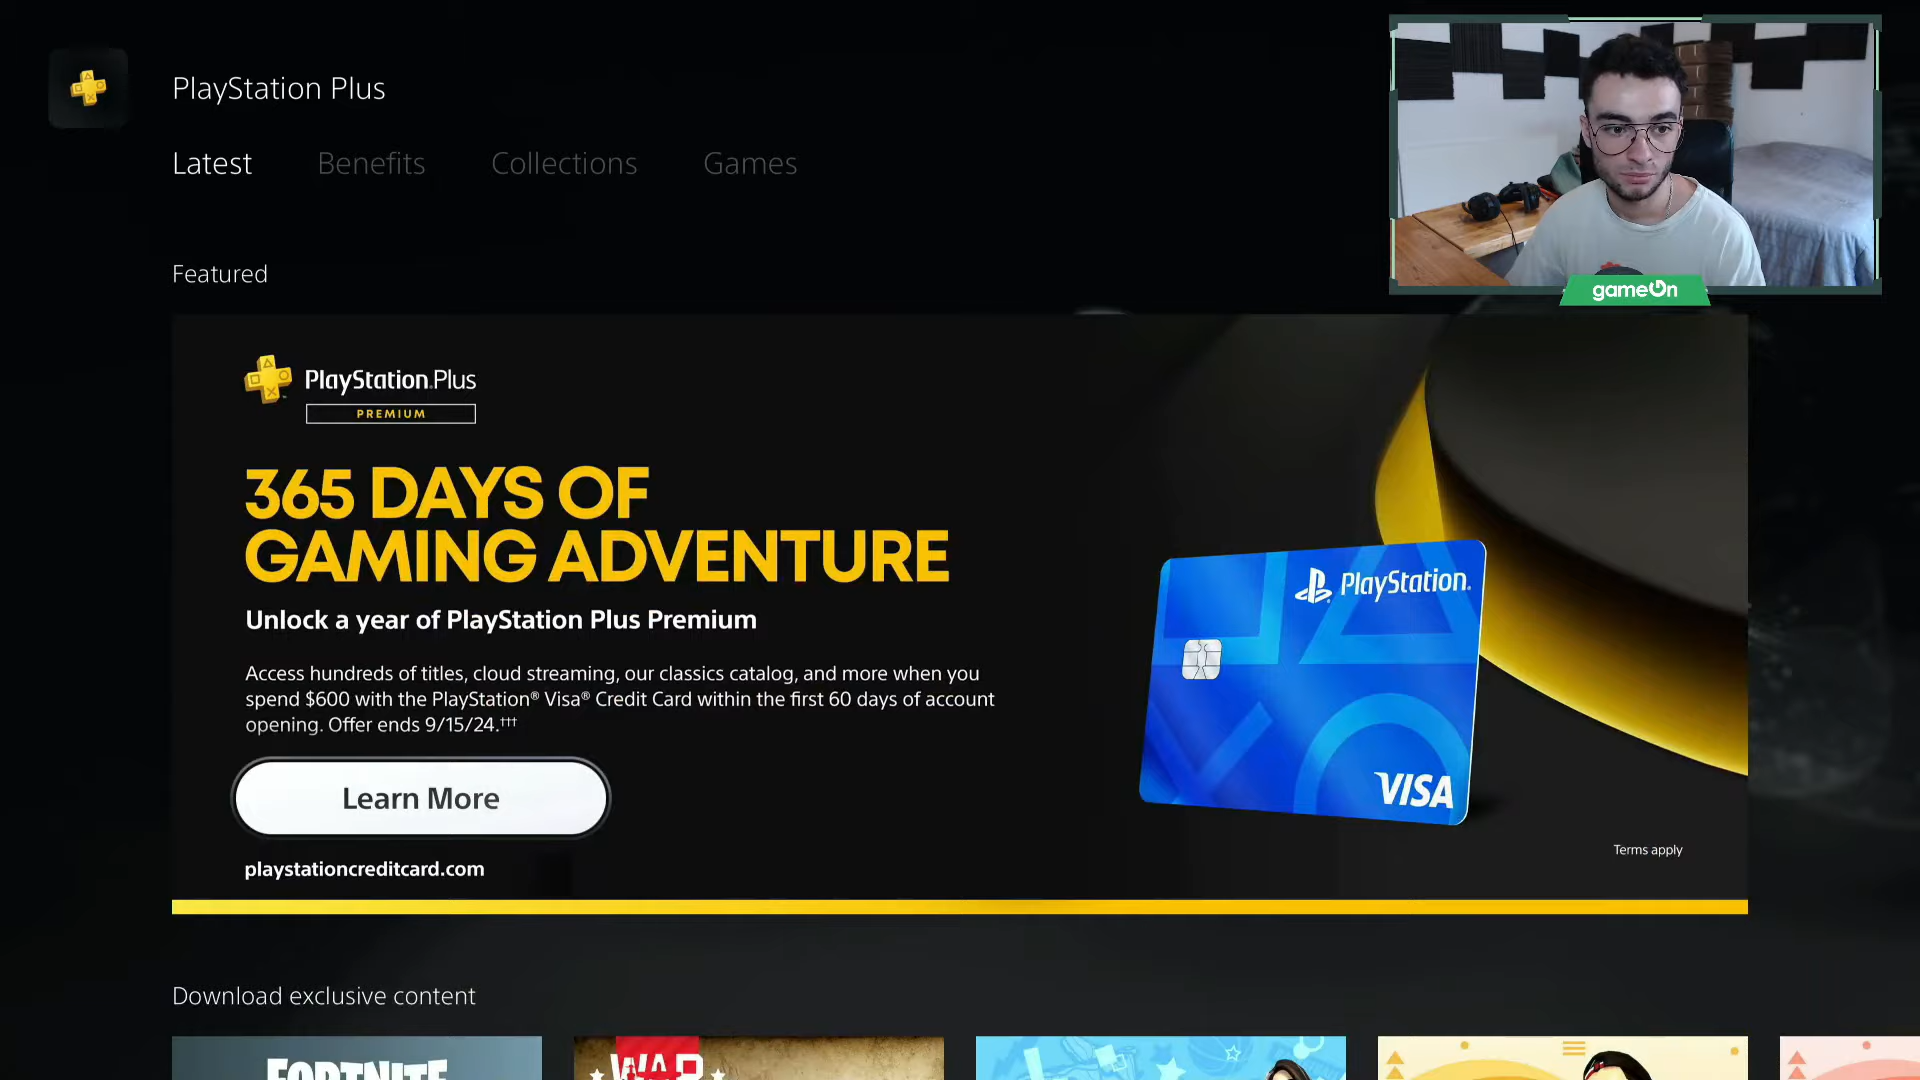 PlayStation Plus
Latest
Benefits
Collections
Games
gameOn
Featured
PlayStation.Plus
PREMIUM
365 DAYS OF
GAMING ADVENTURE
Unlock a year of PlayStation Plus Premium
Access hundreds of titles, cloud streaming, our classics catalog, and more when you
spend $600 with the PlayStation® Visa® Credit Card within the first 60 days of account
opening. Offer ends 9/15/24.†††
Learn More
playstationcreditcard.com
PlayStation.
VISA
Terms apply
Download exclusive content
FORTNITE
WAR